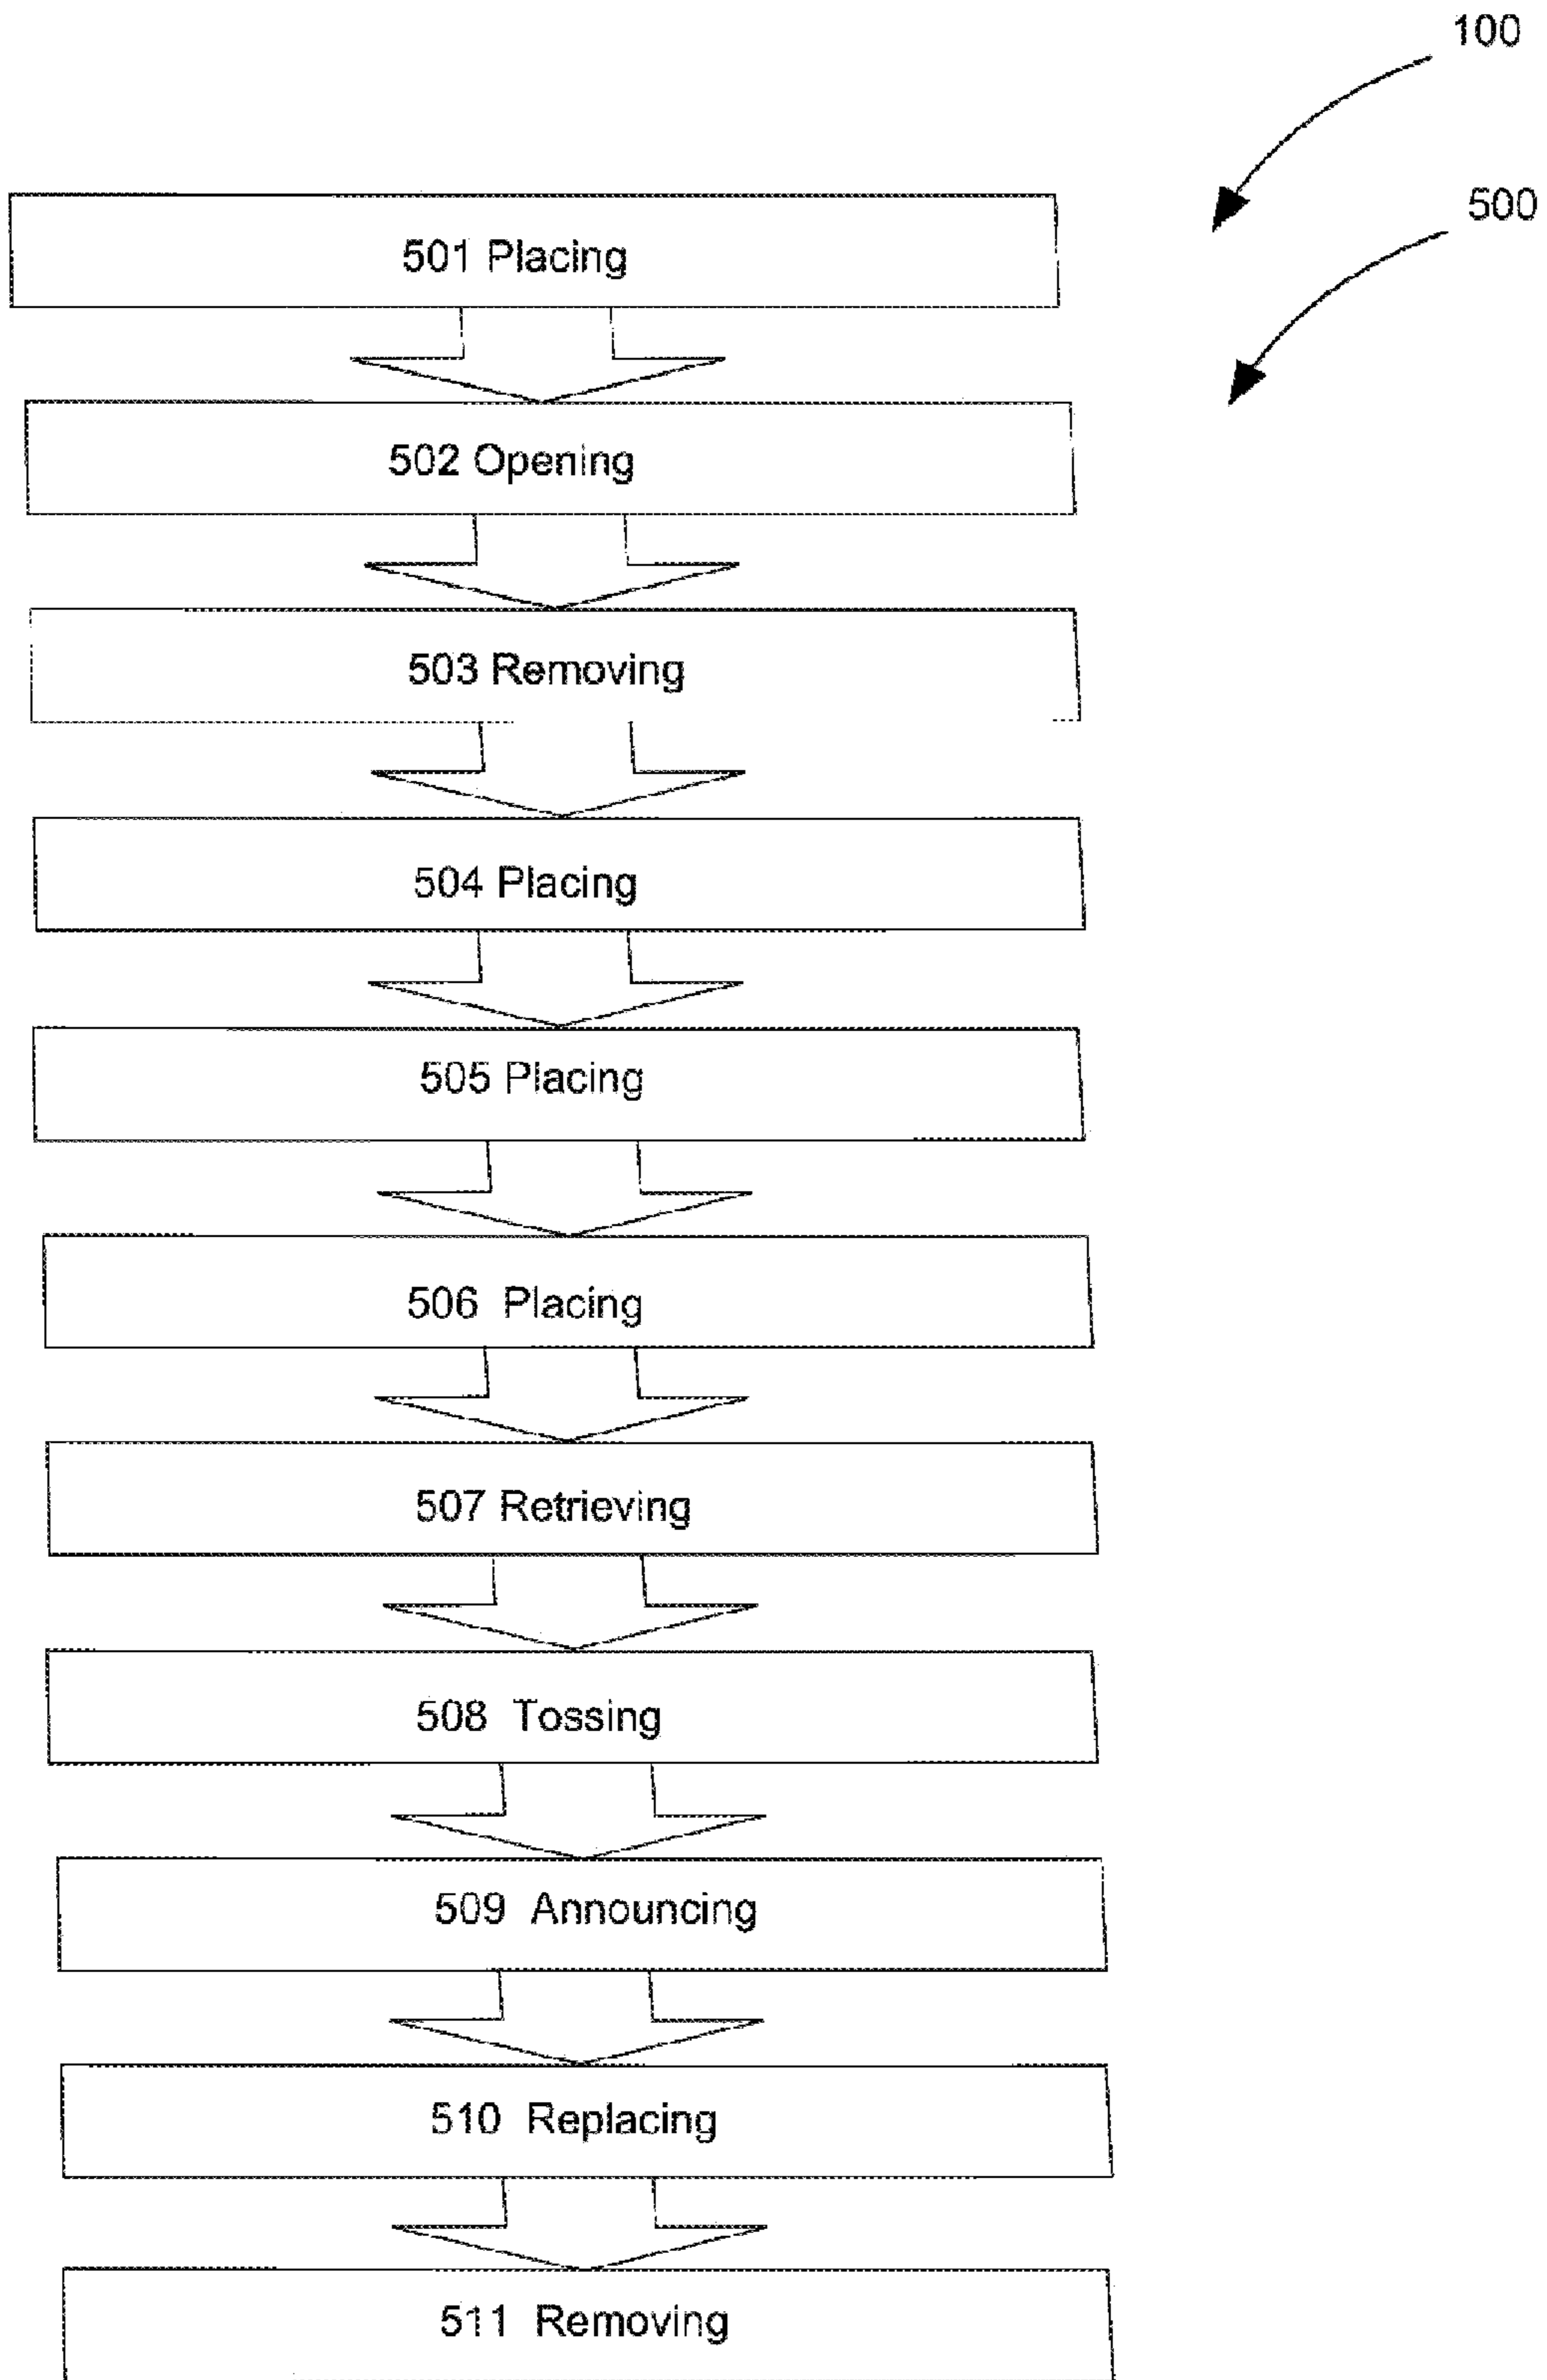 100
500
501 Placing
502 Opening
503 Removing
504 Placing
505 Placing
506 Placing
507 Retrieving
508 Tossing
509 Announcing
510 Replacing
511 Removing